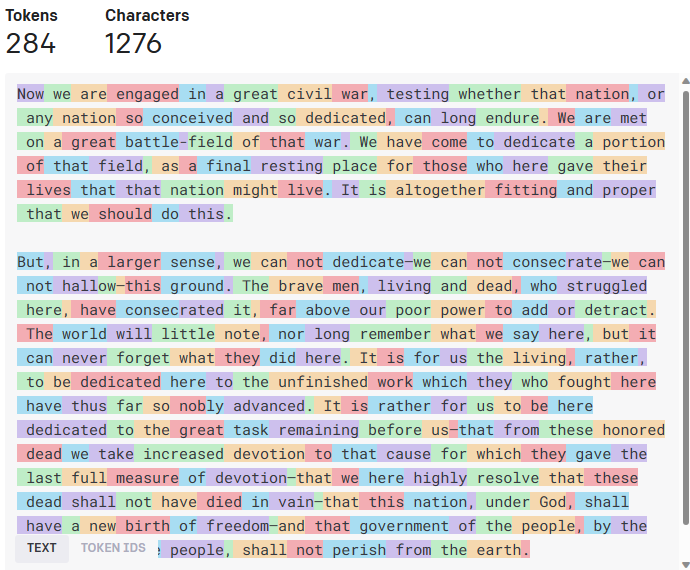 Tokens Characters
284 1276
Now we are engaged in a great civil war, testing whether that nation, or
any nation so conceived and so dedicated, can long endure. We are met
on a great battle-field of that war. We have come to dedicate a portion
of that field, as a final resting place for those who here gave their
lives that that nation might live. It is altogether fitting and proper
that we should do this.
But, in a larger sense, we can not dedicate—we can not consecrate—we can
not hallow—this ground. The brave men, living and dead, who struggled
here, have consecrated it, far above our poor power to add or detract.
The world will little note, nor long remember what we say here, but it
can never forget what they did here. It is for us the living, rather,
to be dedicated here to the unfinished work which they who fought here
have thus far so nobly advanced. It is rather for us to be here
dedicated to the great task remaining before us—that from these honored
dead we take increased devotion to that cause for which they gave the
last full measure of devotion—that we here highly resolve that these
dead shall not have died in vain—that this nation, under God, shall
have a new birth of freedom—and that government of the people, by the
TEXT TOKEN IDS people, shall not perish from the earth.